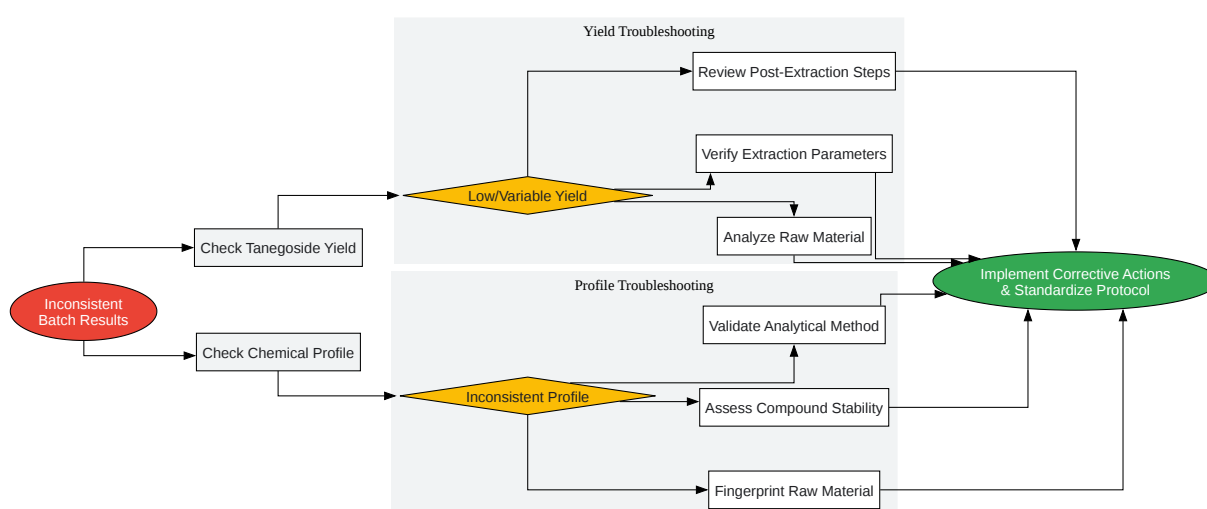 Yield Troubleshooting
Review Post-Extraction Steps
Verify Extraction Parameters
Low/Variable Yield
Analyze Raw Material
Check Tanegoside Yield
Inconsistent
Batch Results
Implement Corrective Actions
& Standardize Protocol
Profile Troubleshooting
Validate Analytical Method
Check Chemical Profile
Inconsistent Profile
Assess Compound Stability
Fingerprint Raw Material